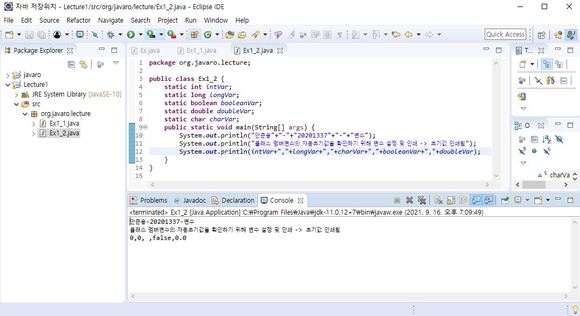 자바 저장위치 - Lecture1/src/org/javaro/lecture/Ex1_2.java - Eclipse IDE
File Edit Source Refactor Navigate Search Project Run Window Help
Quick Access
Package Explorer
javaro
Lecture1
JRE System Library [JavaSE-10]
src
org.javaro.lecture
Ex1_1.java
Ex1_2.java
Ex.java
Ex1_1.java
Ex1_2.java
1 package org.javaro.lecture;
2
3 public class Ex1_2 {
4 static int intVar;
5 static long longVar;
6 static boolean booleanVar;
7 static double doubleVar;
8 static char charVar;
9 public static void main(String[] args) {
10 System.out.println("안준용"+"-"+"20201337"+"-"+"변수");
11 System.out.println("클래스 멤버변수의 자동초기값을 확인하기 위해 변수 설정 및 인쇄 -> 초기값 인쇄됨");
12 System.out.println(intVar+","+longVar+","+charVar+","+booleanVar+","+doubleVar);
13 }
14 }
T...
O
charVa
Problems Javadoc Declaration Console
<terminated> Ex1_2 [Java Application] C:\Program Files\Java\jdk-11.0.12+7\bin\javaw.exe (2021. 9. 16. 오후 7:09:49)
안준용-20201337-변수
클래스 멤버변수의 자동초기값을 확인하기 위해 변수 설정 및 인쇄 -> 초기값 인쇄됨
0,0, ,false,0.0